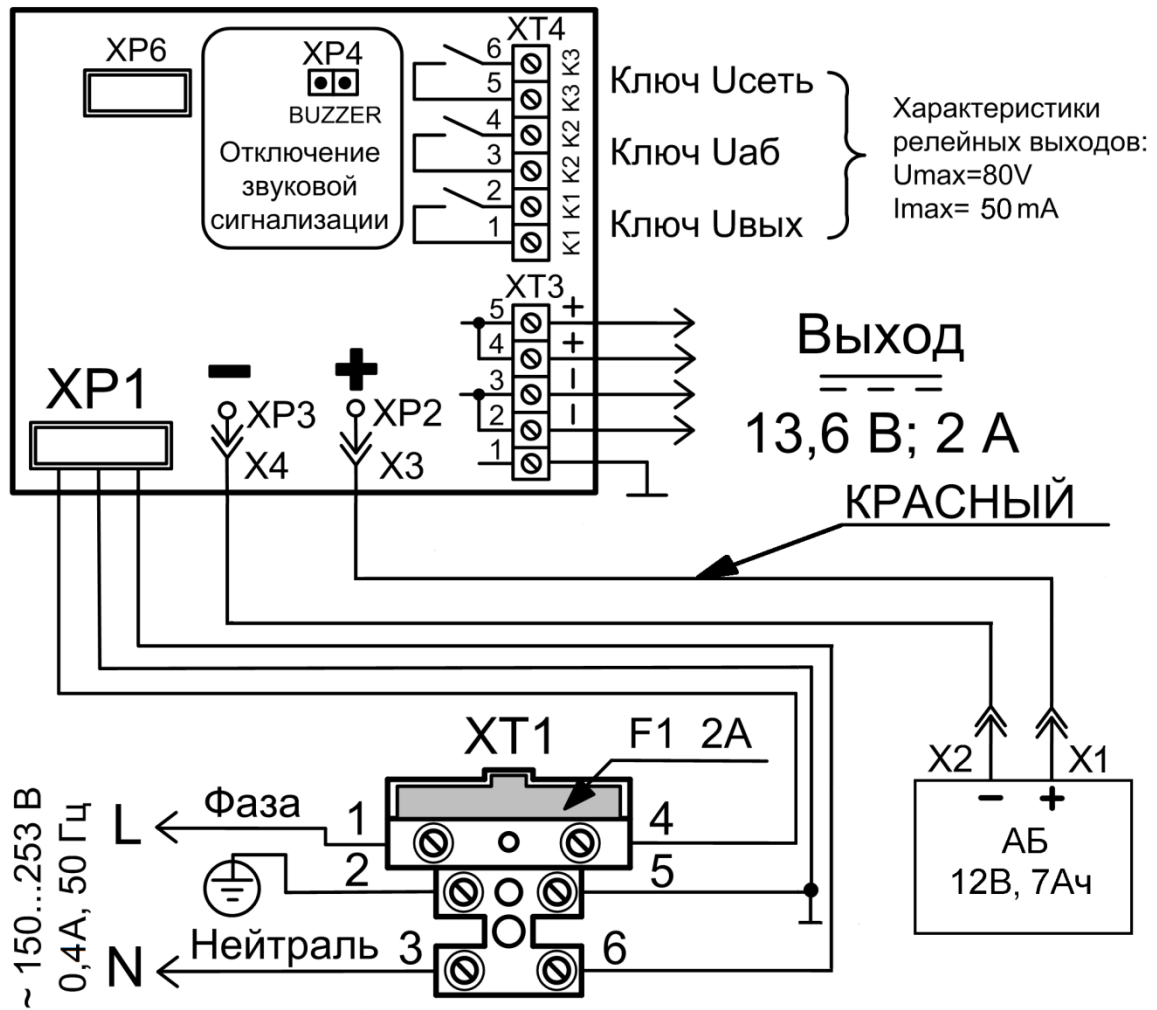 XP6
XP4
BUZZER
Отключение
звуковой
сигнализации
XT4
6
5
4
3
2
1
K3
K3
K2
K2
K1
K1
Ключ Uсеть
Ключ Uаб
Ключ Uвых
Характеристики
релейных выходов:
Umax=80V
Imax= 50 mA
XT3
5
4
3
2
1
+
+
–
–
Выход
13,6 В; 2 А
XP1
–
+
XP3
XP2
X4
X3
КРАСНЫЙ
XT1
F1 2А
X2
X1
– +
АБ
12В, 7Ач
~ 150...253 В
0,4А, 50 Гц
L
Фаза
1
4
2
5
N
Нейтраль
3
6